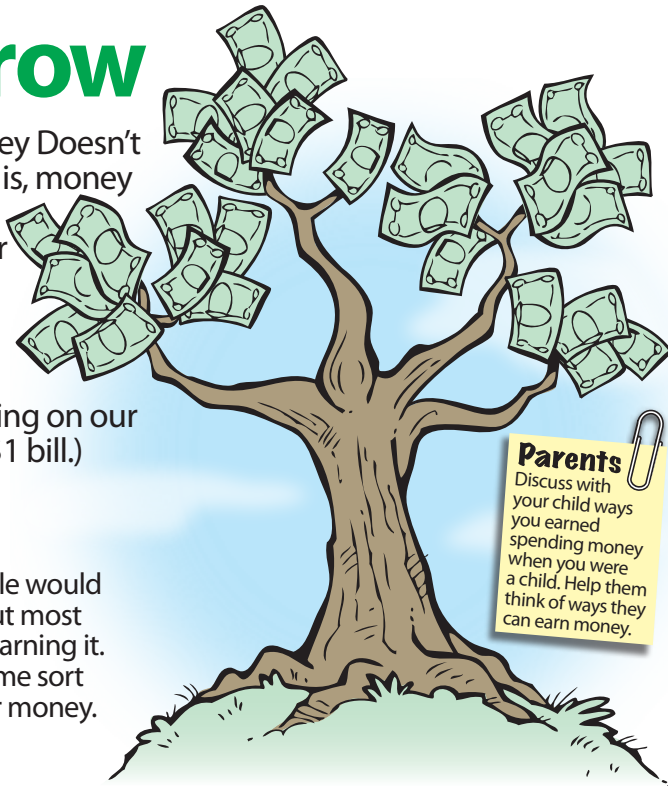 row
ey Doesn’t
is, money
r
ing on our
1 bill.)
le would
ut most
arning it.
me sort
r money.
Parents
Discuss with
your child ways
you earned
spending money
when you were
a child. Help them
think of ways they
can earn money.